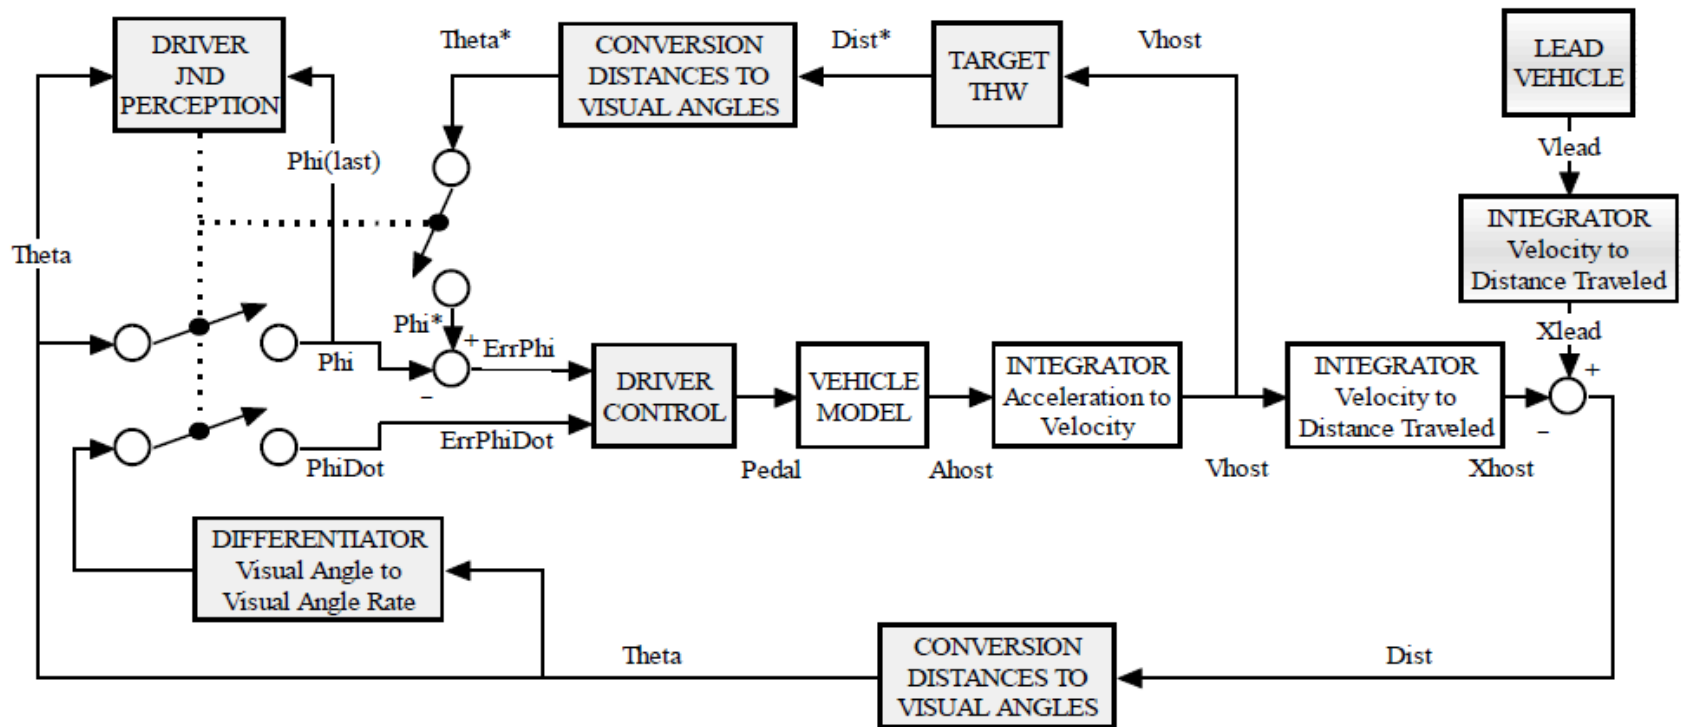 DRIVER
JND
PERCEPTION
Theta*
CONVERSION
DISTANCES TO
VISUAL ANGLES
Dist*
TARGET
THW
Vhost
LEAD
VEHICLE
Vlead
Phi(last)
INTEGRATOR
Velocity to
Distance Traveled
Theta
Xlead
Phi*
+
ErrPhi
Phi
–
DRIVER
CONTROL
VEHICLE
MODEL
INTEGRATOR
Acceleration to
Velocity
INTEGRATOR
Velocity to
Distance Traveled
+
–
ErrPhiDot
PhiDot
Pedal
Ahost
Vhost
Xhost
DIFFERENTIATOR
Visual Angle to
Visual Angle Rate
Theta
CONVERSION
DISTANCES TO
VISUAL ANGLES
Dist